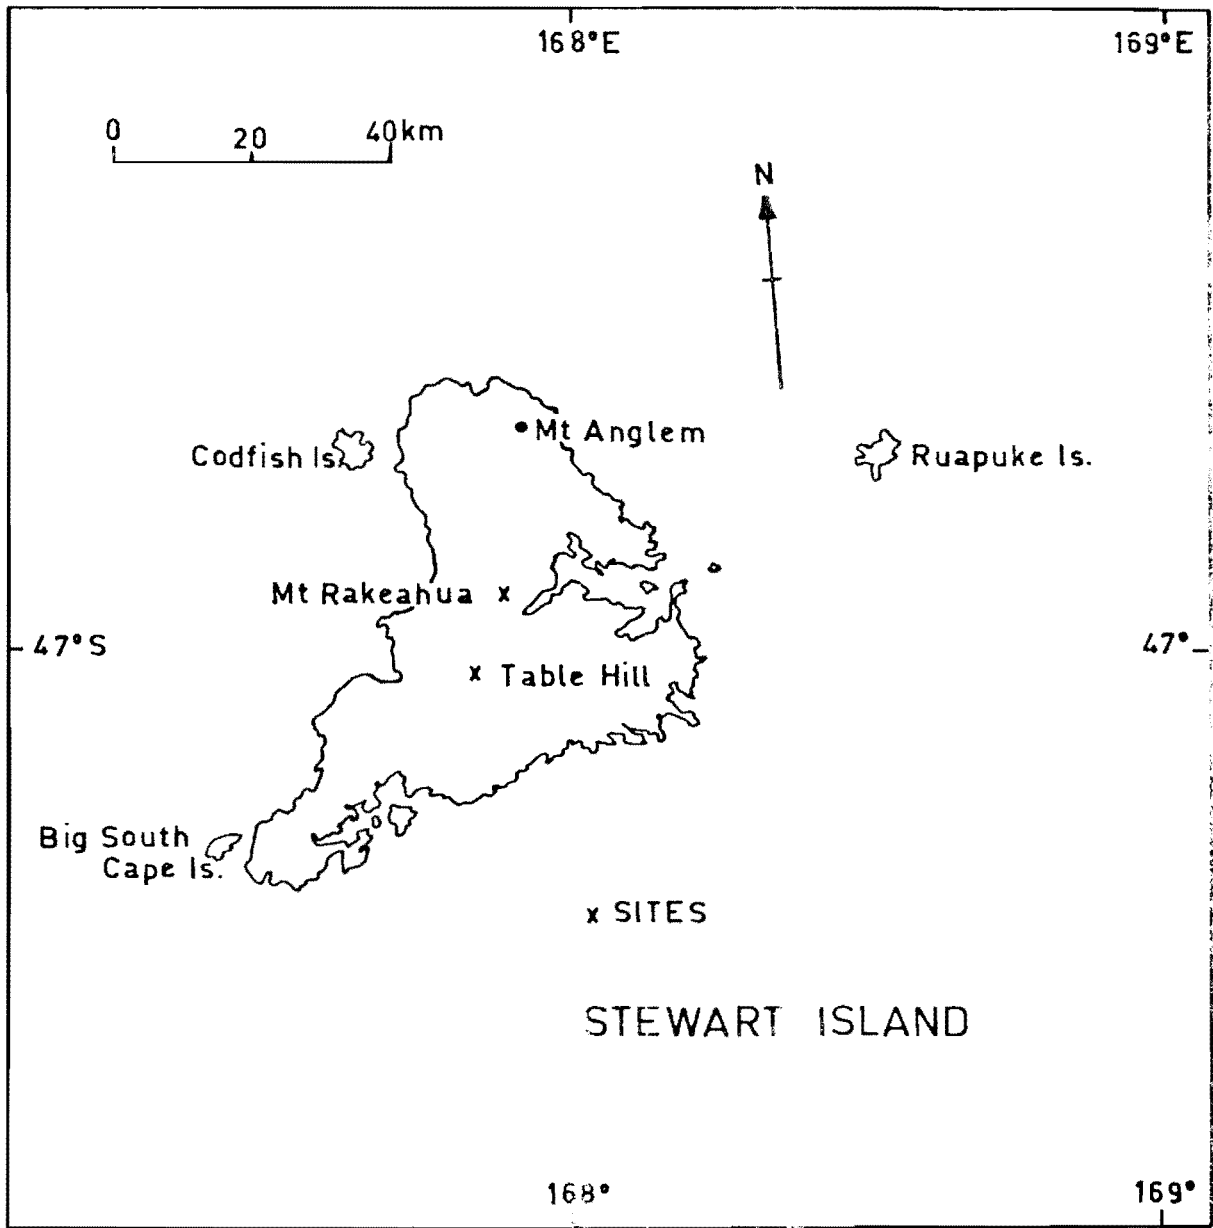 168°E
169°E
0 20 40km
N
Codfish Is.
Mt Anglem
Ruapuke Is.
Mt Rakeahua x
47°S
47°
x Table Hill
Big South
Cape Is.
x SITES
STEWART ISLAND
168°
169°